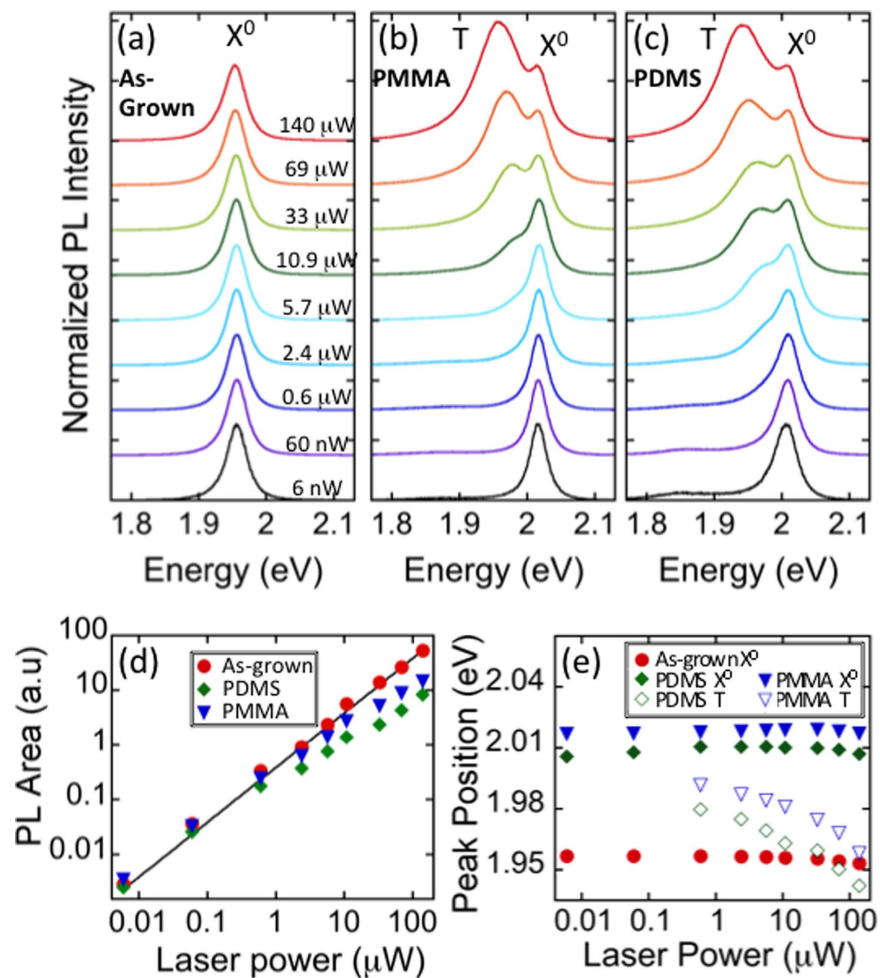 (a) X⁰
As-
Grown
140 µW
69 µW
33 µW
10.9 µW
5.7 µW
2.4 µW
0.6 µW
60 nW
6 nW
Normalized PL Intensity
1.8 1.9 2 2.1
Energy (eV)
(b) T X⁰
PMMA
1.8 1.9 2 2.1
Energy (eV)
(c) T X⁰
PDMS
1.8 1.9 2 2.1
Energy (eV)
(d)
As-grown
PDMS
PMMA
PL Area (a.u)
100
10
1
0.1
0.01
0.01 0.1 1 10 100
Laser power (µW)
(e)
As-grown X⁰
PDMS X⁰ PMMA X⁰
PDMS T PMMA T
Peak Position (eV)
2.04
2.01
1.98
1.95
0.01 0.1 1 10 100
Laser Power (µW)